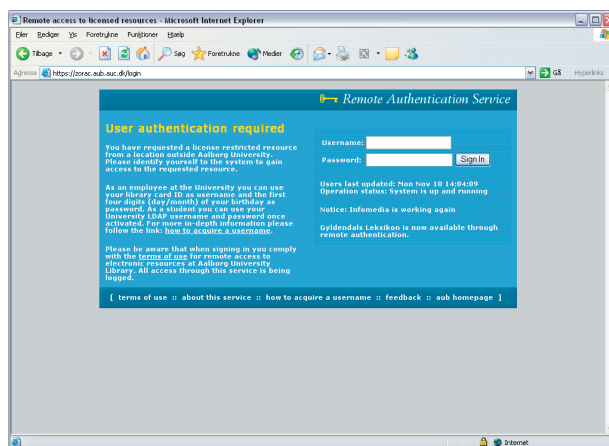 Remote access to licensed resources - Microsoft Internet Explorer
Filer Rediger Vis Foretrukne Funktioner Hjælp
Tilbage Søg Foretrukne Medier
Adresse https://zorac.aub.auc.dk/login Gå Hyperlinks
Remote Authentication Service
User authentication required
You have requested a license restricted resource
from a location outside Aalborg University.
Please identify yourself to the system to gain
access to the requested resource.
As an employee at the University you can use
your library card ID as username and the first
four digits (day/month) of your birthday as
password. As a student you can use your
University LDAP username and password once
activated. For more in-depth information please
follow the link: how to acquire a username.
Please be aware that when signing in you comply
with the terms of use for remote access to
electronic resources at Aalborg University
Library. All access through this service is being
logged.
Username:
Password: Sign In
Users last updated: Mon Nov 10 14:04:09
Operation status: System is up and running
Notice: Infomedia is working again
Gyldendals Leksikon is now available through
remote authentication.
[ terms of use :: about this service :: how to acquire a username :: feedback :: aub homepage ]
Internet